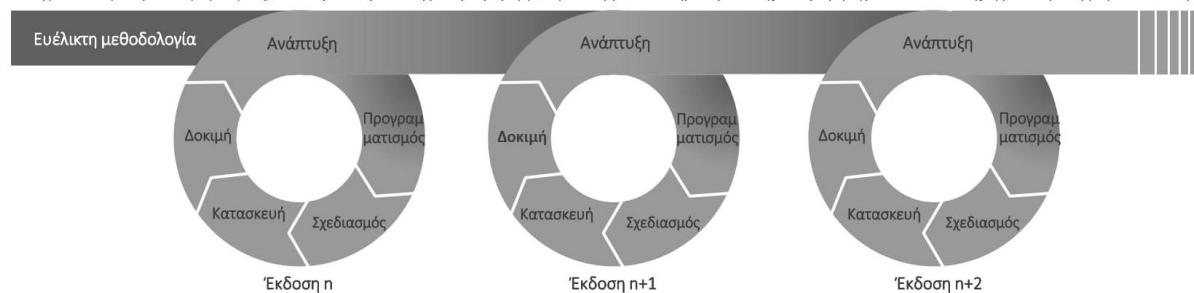 Ευέλικτη μεθοδολογία
Ανάπτυξη
Ανάπτυξη
Ανάπτυξη
Δοκιμή
Προγραμ
ματισμός
Κατασκευή
Σχεδιασμός
Έκδοση n
Δοκιμή
Προγραμ
ματισμός
Κατασκευή
Σχεδιασμός
Έκδοση n+1
Δοκιμή
Προγραμ
ματισμός
Κατασκευή
Σχεδιασμός
Έκδοση n+2